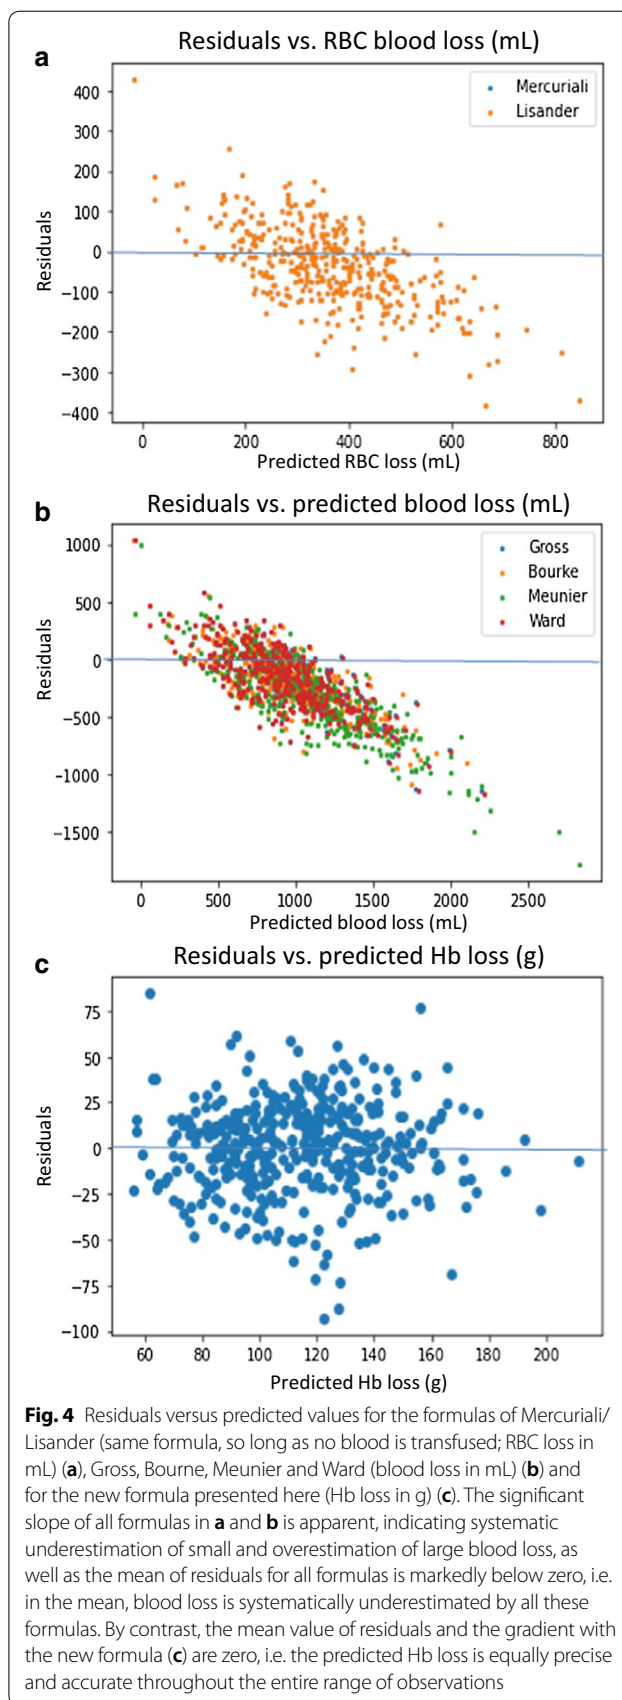 a
Residuals vs. RBC blood loss (mL)
Mercuriali
Lisander
400
300
200
100
0
−100
−200
−300
−400
Residuals
0 200 400 600 800
Predicted RBC loss (mL)
b
Residuals vs. predicted blood loss (mL)
Gross
Bourke
Meunier
Ward
1000
500
0
−500
−1000
−1500
Residuals
0 500 1000 1500 2000 2500
Predicted blood loss (mL)
c
Residuals vs. predicted Hb loss (g)
75
50
25
0
−25
−50
−75
−100
Residuals
60 80 100 120 140 160 180 200
Predicted Hb loss (g)
Fig. 4 Residuals versus predicted values for the formulas of Mercuriali/
Lisander (same formula, so long as no blood is transfused; RBC loss in
mL) (a), Gross, Bourne, Meunier and Ward (blood loss in mL) (b) and
for the new formula presented here (Hb loss in g) (c). The significant
slope of all formulas in a and b is apparent, indicating systematic
underestimation of small and overestimation of large blood loss, as
well as the mean of residuals for all formulas is markedly below zero, i.e.
in the mean, blood loss is systematically underestimated by all these
formulas. By contrast, the mean value of residuals and the gradient with
the new formula (c) are zero, i.e. the predicted Hb loss is equally precise
and accurate throughout the entire range of observations